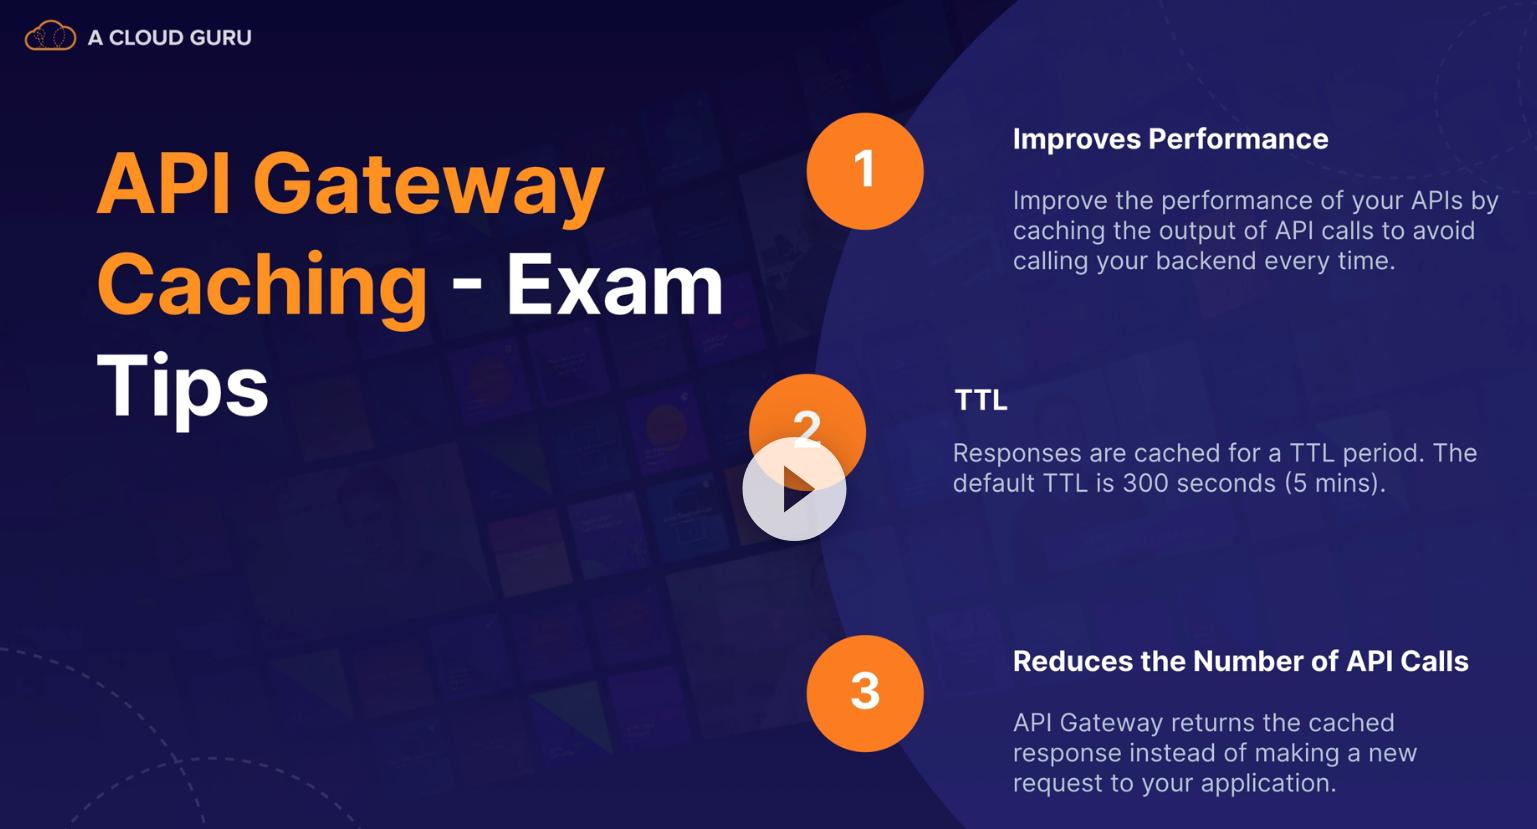 A CLOUD GURU
API Gateway
Caching - Exam
Tips
1
Improves Performance
Improve the performance of your APIs by
caching the output of API calls to avoid
calling your backend every time.
2
TTL
Responses are cached for a TTL period. The
default TTL is 300 seconds (5 mins).
3
Reduces the Number of API Calls
API Gateway returns the cached
response instead of making a new
request to your application.